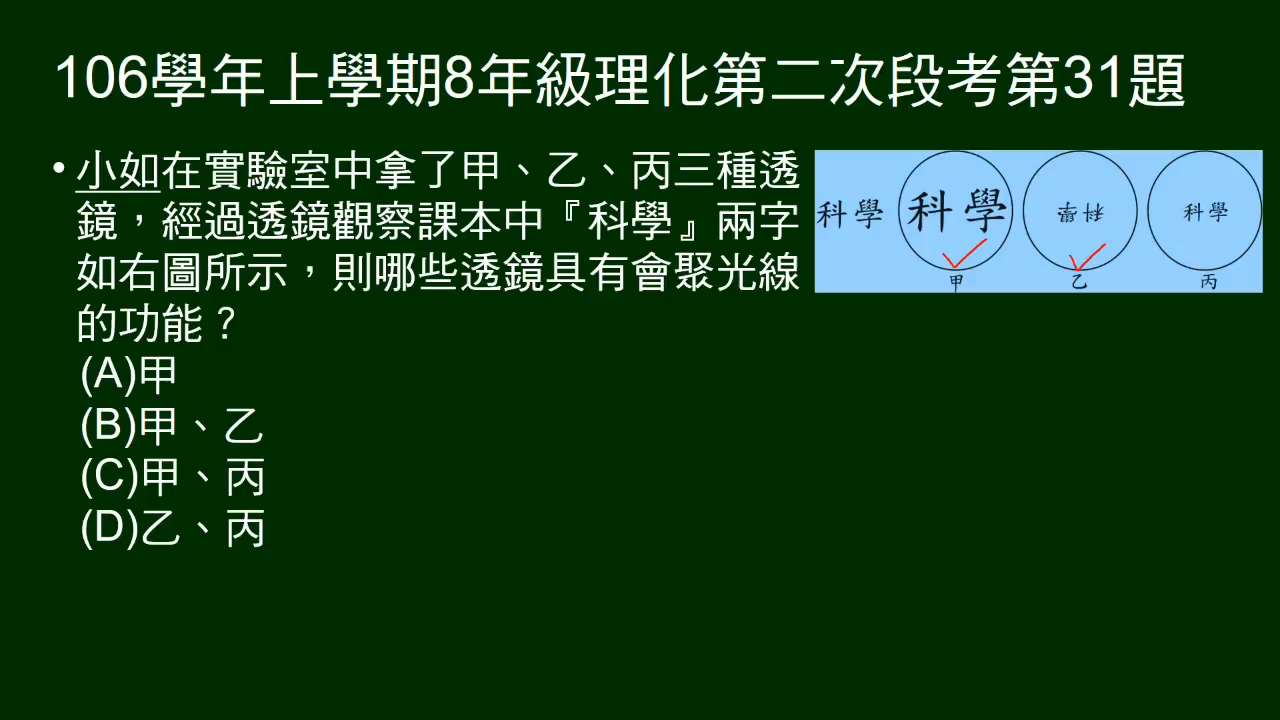 106學年上學期8年級理化第二次段考第31題
• 小如在實驗室中拿了甲、乙、丙三種透
鏡，經過透鏡觀察課本中『科學』兩字
如右圖所示，則哪些透鏡具有會聚光線
的功能？
(A)甲
(B)甲、乙
(C)甲、丙
(D)乙、丙
科學 科學 科學 科學
甲 乙 丙